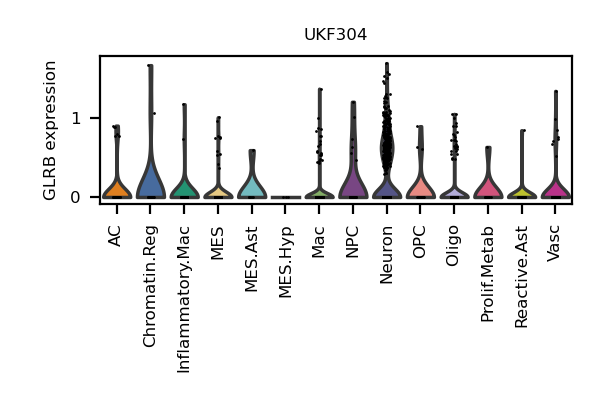 UKF304
GLRB expression
1
0
AC
Chromatin.Reg
Inflammatory.Mac
MES
MES.Ast
MES.Hyp
Mac
NPC
Neuron
OPC
Oligo
Prolif.Metab
Reactive.Ast
Vasc